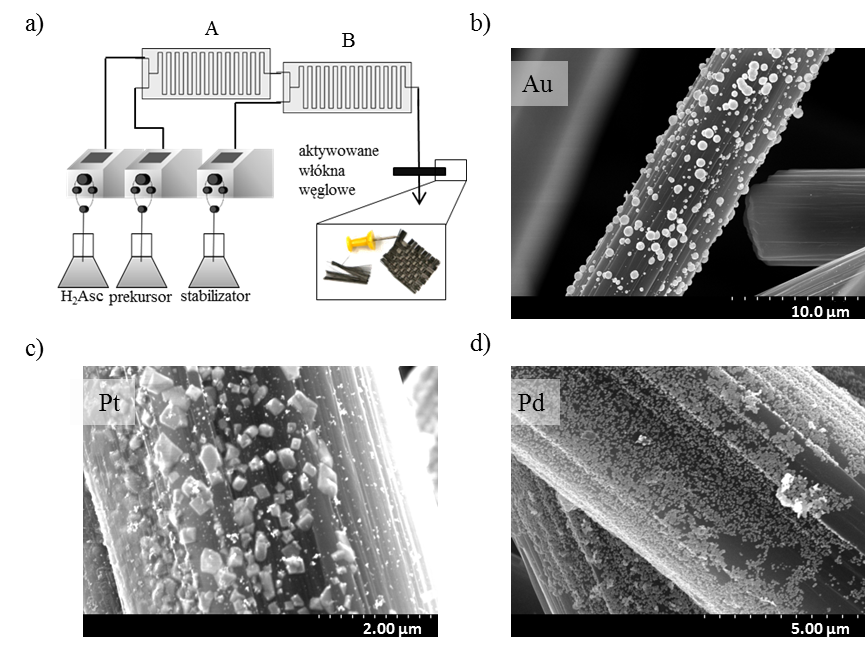 a)
A
B
aktywowane
włókna
węglowe
H₂Asc prekursor stabilizator
b)
Au
10.0 µm
c)
Pt
2.00 µm
d)
Pd
5.00 µm